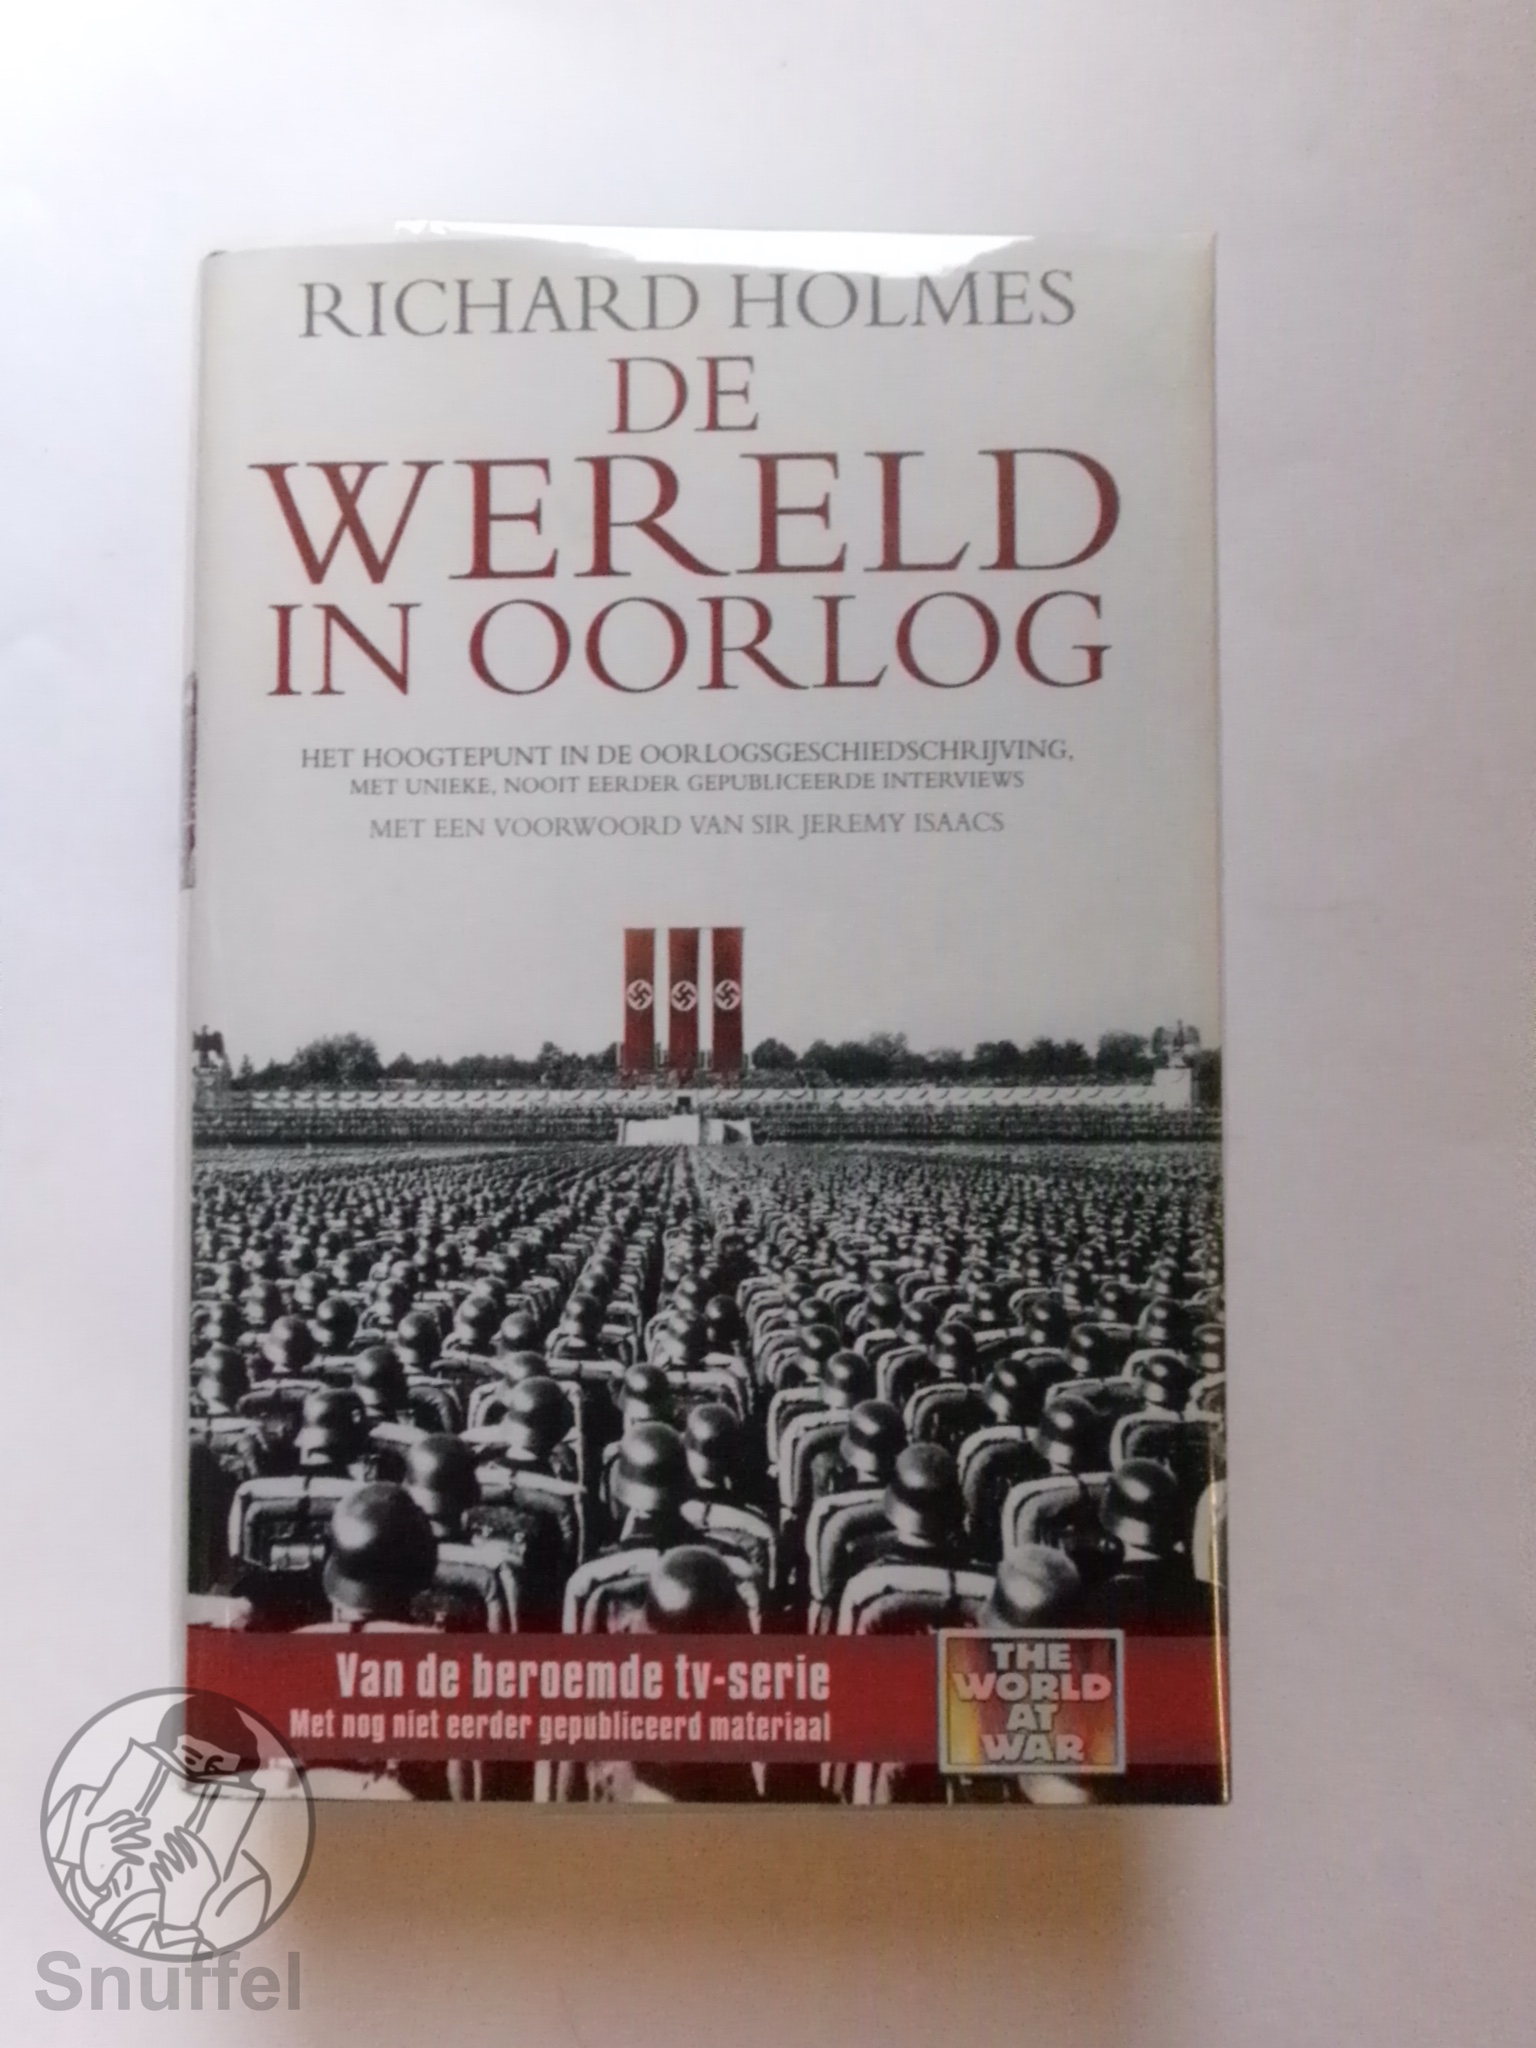 RICHARD HOLMES
DE
WERELD
IN OORLOG
HET HOOGTEPUNT IN DE OORLOGSGESCHIEDSCHRIJVING,
MET UNIEKE, NOOIT EERDER GEPUBLICEERDE INTERVIEWS
MET EEN VOORWOORD VAN SIR JEREMY ISAACS
Van de beroemde tv-serie
Met nog niet eerder gepubliceerd materiaal
THE
WORLD
AT
WAR
Snuffel